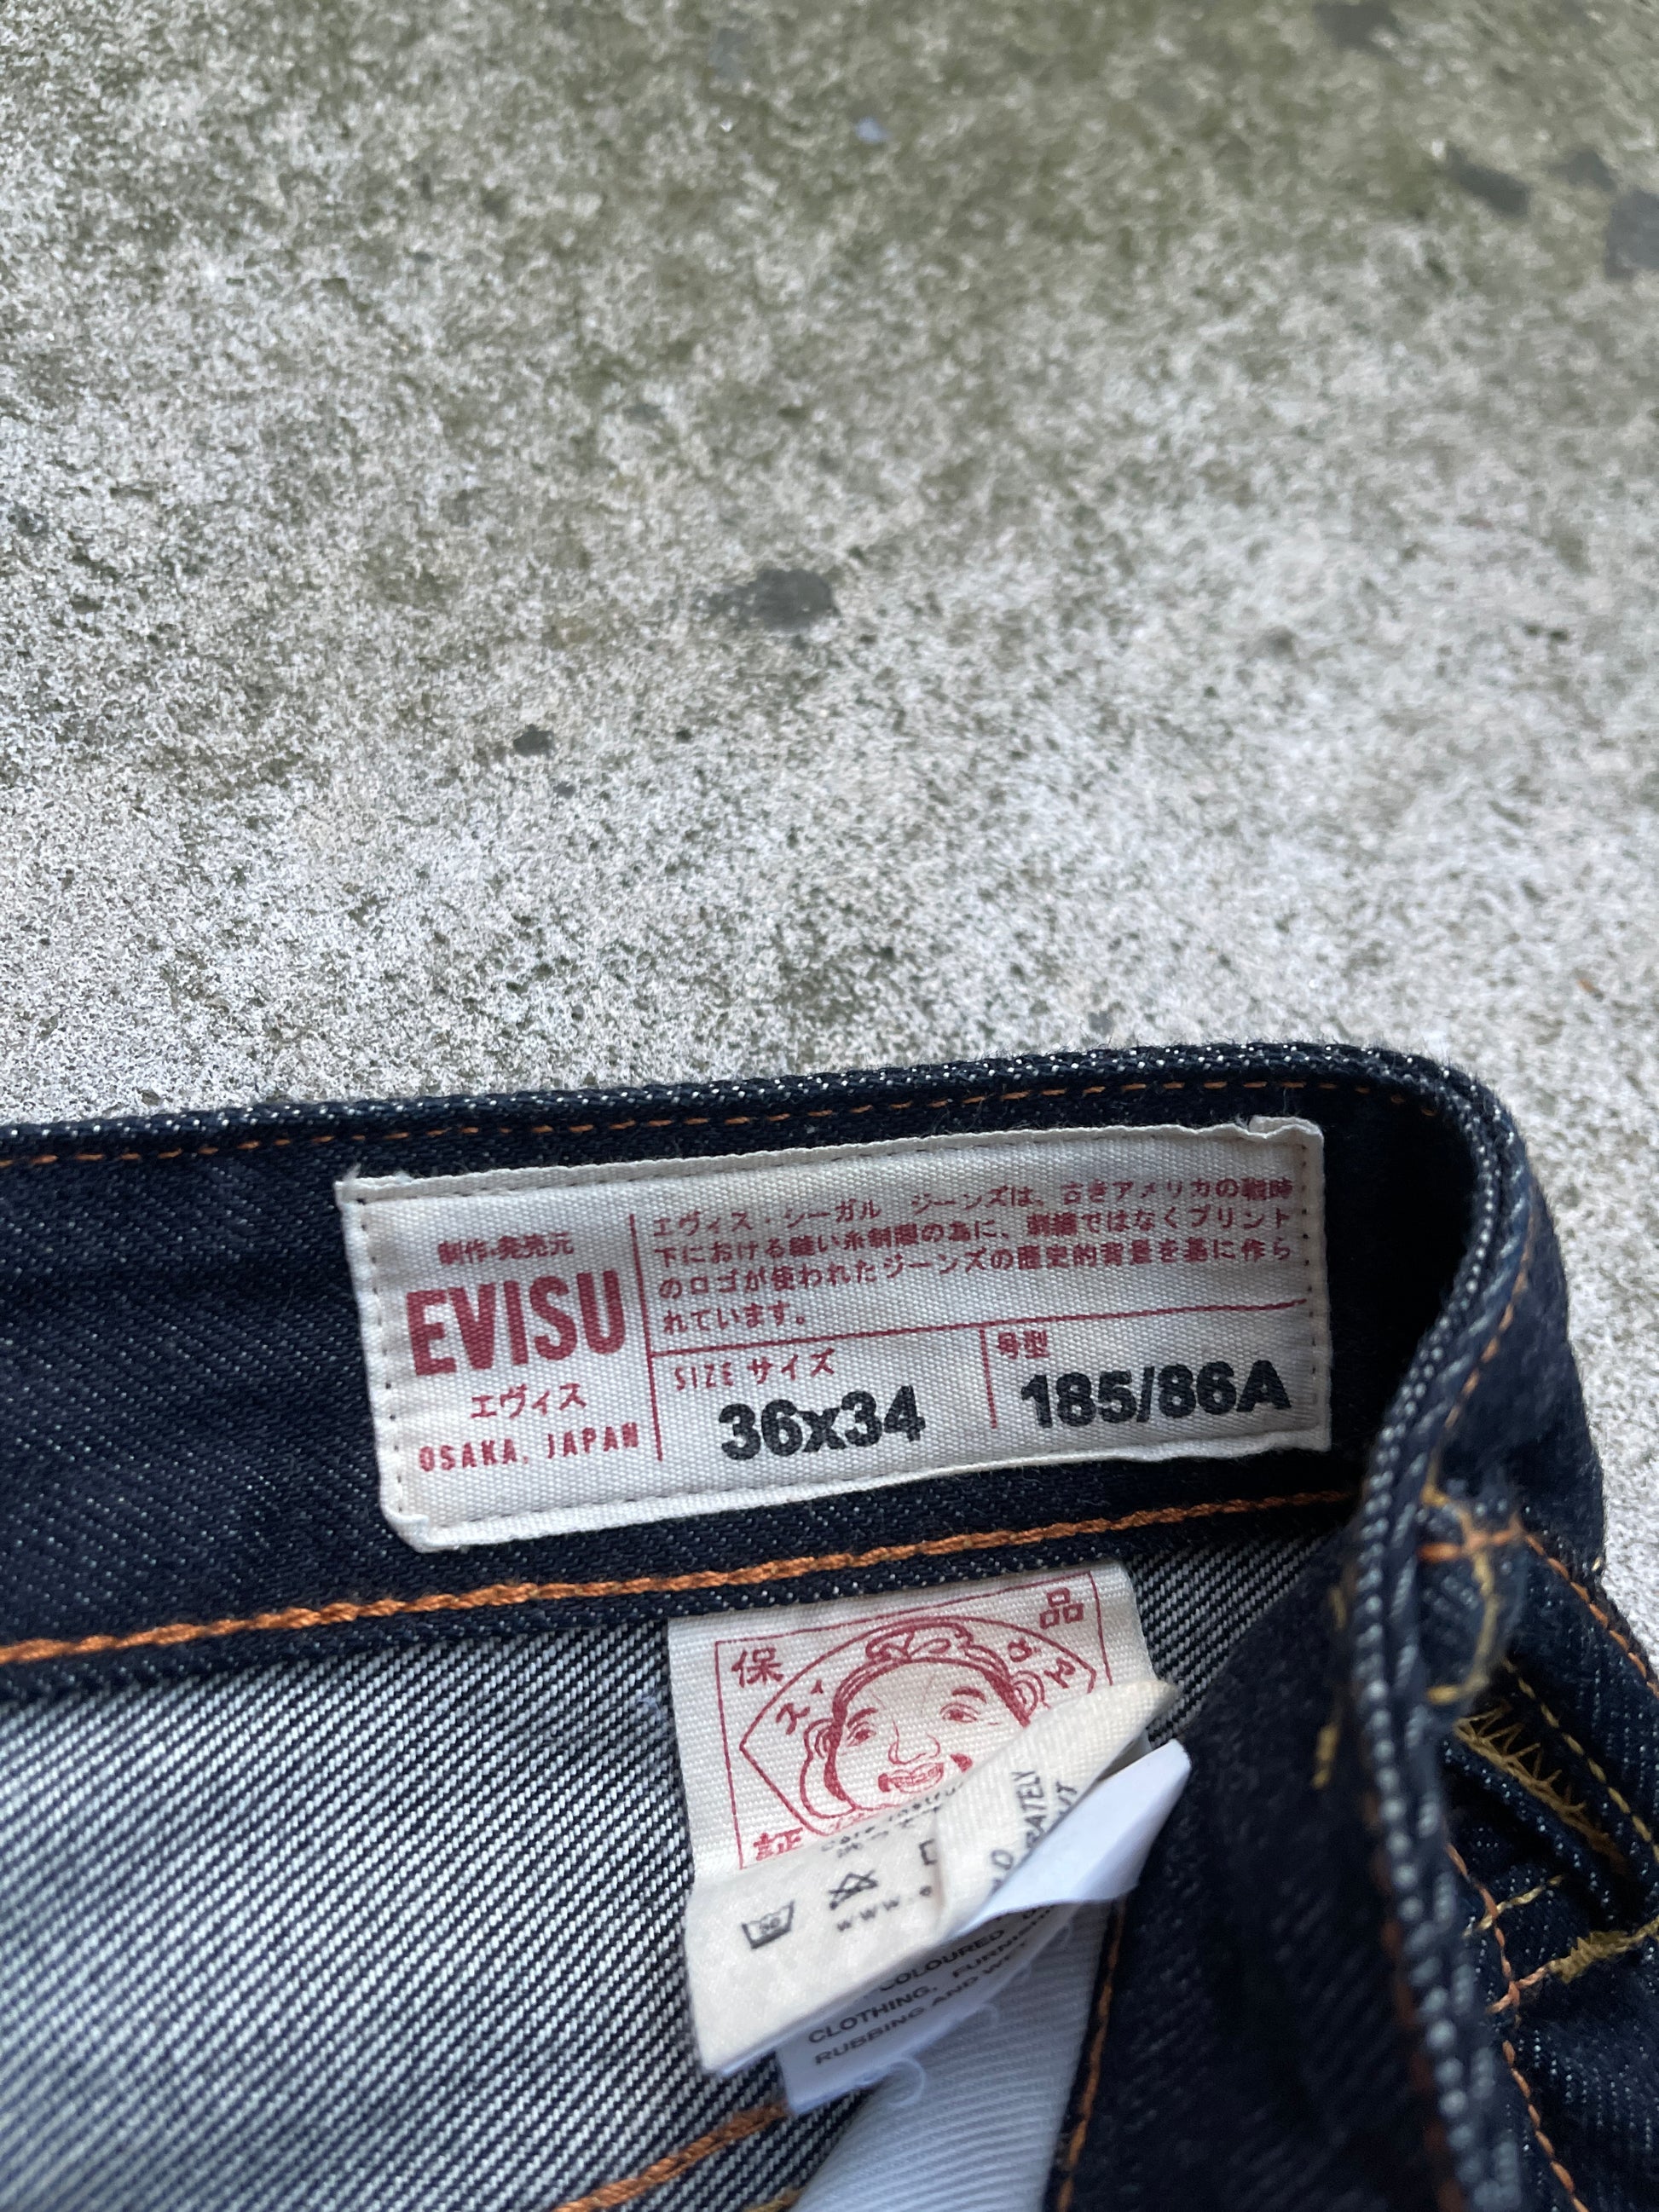 制作・発売元
EVISU
エヴィス
OSAKA, JAPAN
エヴィス・シーガル ジーンズは、古きアメリカの戦時
下における縫い糸制限の為に、刺繍ではなくプリント
のロゴが使われたジーンズの歴史的背景を基に作ら
れています。
SIZE サイズ
36x34
号型
185/86A
保
品
証
www.
COLOURED
CLOTHING,
RUBBING AND